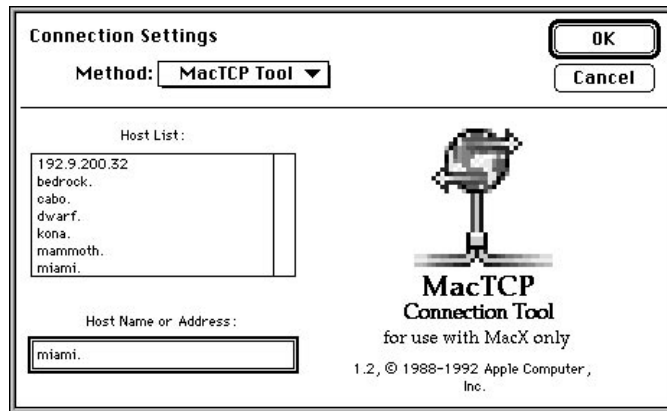 Connection Settings
OK
Method: MacTCP Tool
Cancel
Host List:
192.9.200.32
bedrock.
cabo.
dwarf.
kona.
mammoth.
miami.
Host Name or Address:
miami.
MacTCP
Connection Tool
for use with MacX only
1.2, © 1988-1992 Apple Computer,
Inc.